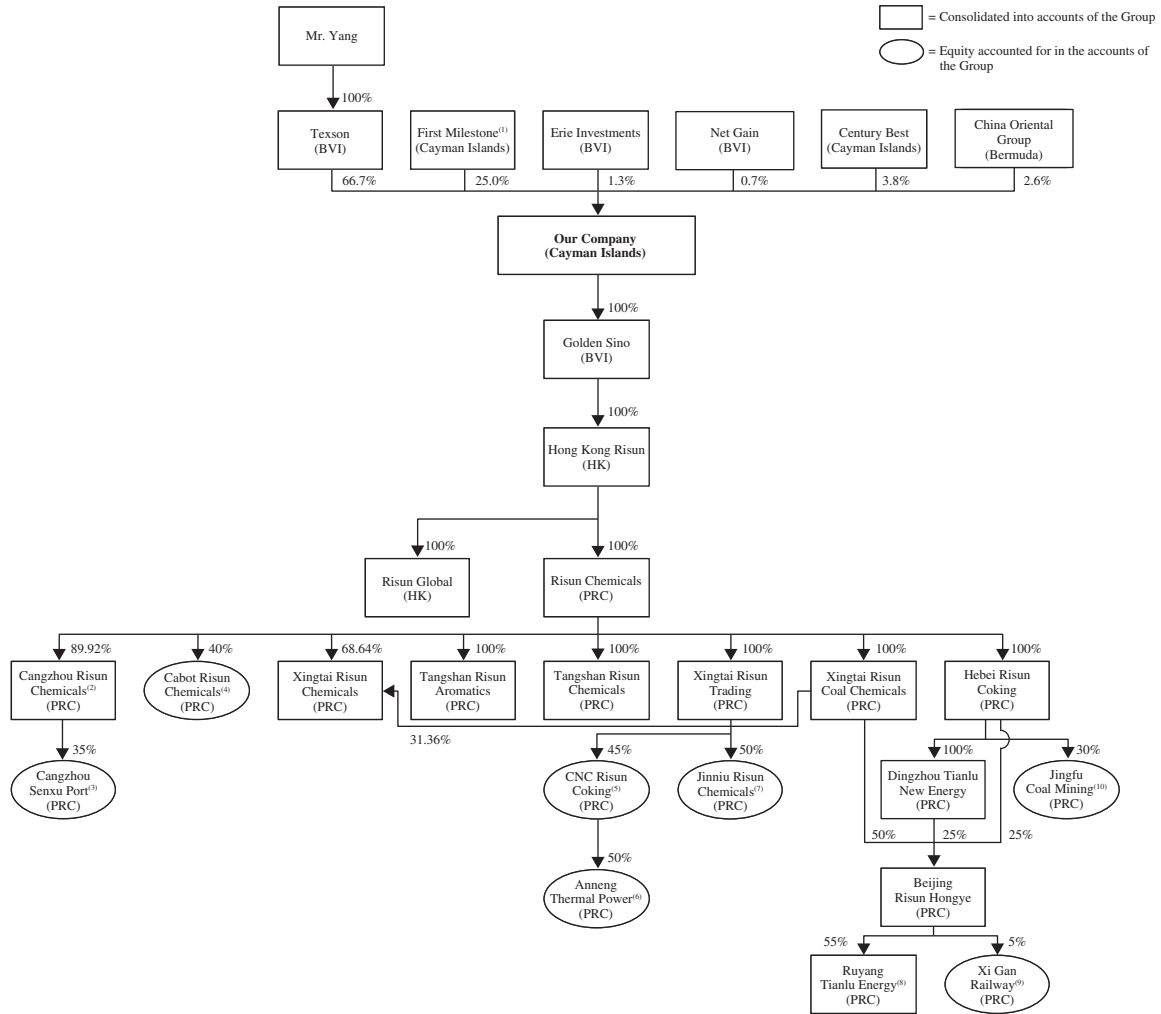 Mr. Yang
= Consolidated into accounts of the Group
= Equity accounted for in the accounts of
the Group
100%
Texson
(BVI)
First Milestone(1)
(Cayman Islands)
Erie Investments
(BVI)
Net Gain
(BVI)
Century Best
(Cayman Islands)
China Oriental
Group
(Bermuda)
66.7%
25.0%
1.3%
0.7%
3.8%
2.6%
Our Company
(Cayman Islands)
100%
Golden Sino
(BVI)
100%
Hong Kong Risun
(HK)
100%
100%
Risun Global
(HK)
Risun Chemicals
(PRC)
89.92%
40%
68.64%
100%
100%
100%
100%
100%
Cangzhou Risun
Chemicals(2)
(PRC)
Cabot Risun
Chemicals(4)
(PRC)
Xingtai Risun
Chemicals
(PRC)
Tangshan Risun
Aromatics
(PRC)
Tangshan Risun
Chemicals
(PRC)
Xingtai Risun
Trading
(PRC)
Xingtai Risun
Coal Chemicals
(PRC)
Hebei Risun
Coking
(PRC)
31.36%
35%
45%
50%
100%
30%
Cangzhou
Senxu Port(3)
(PRC)
CNC Risun
Coking(5)
(PRC)
Jinniu Risun
Chemicals(7)
(PRC)
Dingzhou Tianlu
New Energy
(PRC)
Jingfu
Coal Mining(10)
(PRC)
50%
25%
25%
50%
Anneng
Thermal Power(6)
(PRC)
Beijing
Risun Hongye
(PRC)
55%
5%
Ruyang
Tianlu Energy(8)
(PRC)
Xi Gan
Railway(9)
(PRC)